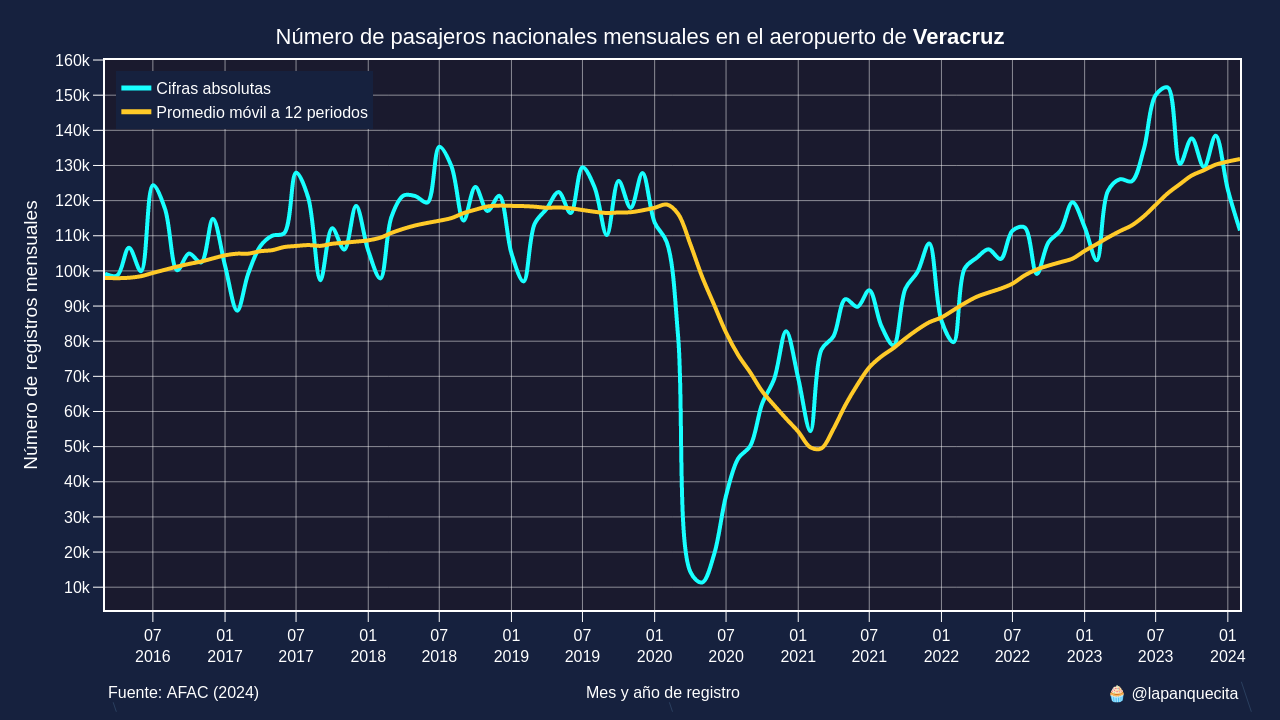 Número de pasajeros nacionales mensuales en el aeropuerto de Veracruz
Cifras absolutas
Promedio móvil a 12 periodos
160k
150k
140k
130k
120k
110k
100k
90k
80k
70k
60k
50k
40k
30k
20k
10k
Número de registros mensuales
07 01 07 01 07 01 07 01 07 01 07 01 07 01 07 01
2016 2017 2017 2018 2018 2019 2019 2020 2020 2021 2021 2022 2022 2023 2023 2024
Fuente: AFAC (2024) Mes y año de registro 🧁 @lapanquecita